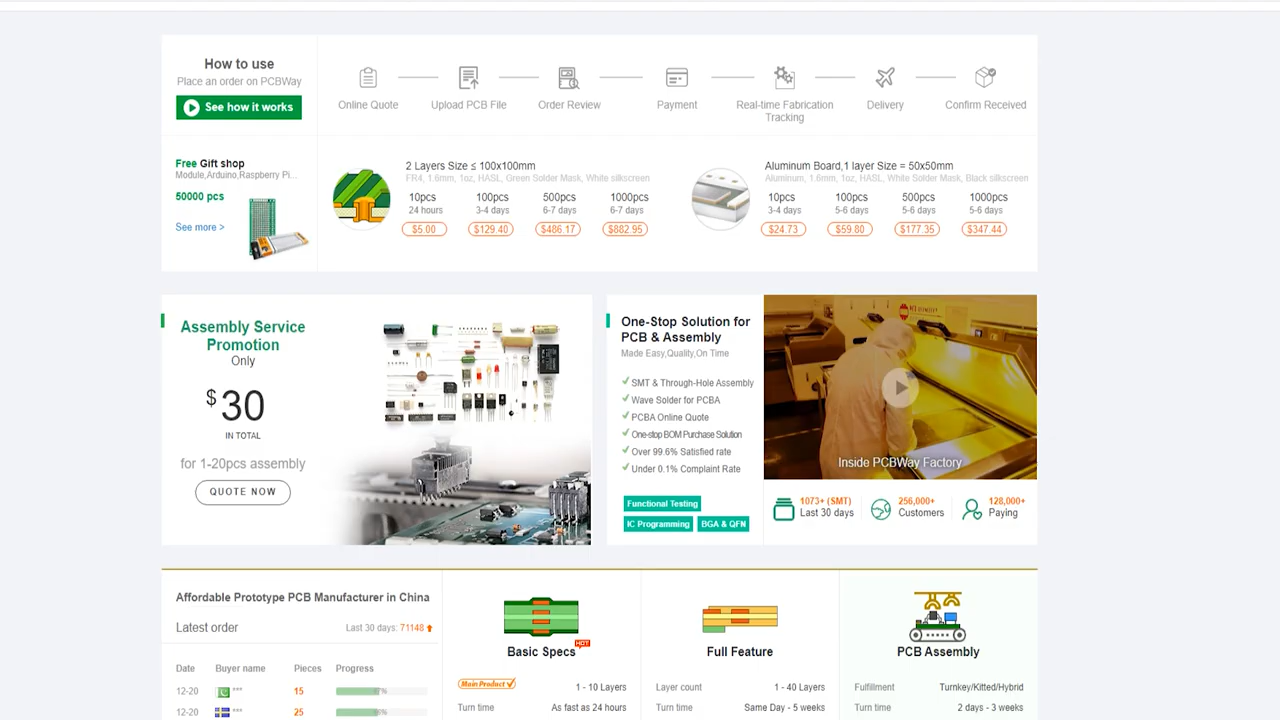 How to use
Place an order on PCBWay
See how it works
Online Quote
Upload PCB File
Order Review
Payment
Real-time Fabrication
Tracking
Delivery
Confirm Received
Free Gift shop
Module,Arduino,Raspberry Pi...
50000 pcs
See more >
2 Layers Size ≤ 100x100mm
FR4, 1.6mm, 1oz, HASL, Green Solder Mask, White silkscreen
10pcs 100pcs 500pcs 1000pcs
24 hours 3-4 days 6-7 days 6-7 days
$5.00 $129.40 $486.17 $882.95
Aluminum Board,1 layer Size = 50x50mm
Aluminum, 1.6mm, 1oz, HASL, White Solder Mask, Black silkscreen
10pcs 100pcs 500pcs 1000pcs
3-4 days 5-6 days 5-6 days 5-6 days
$24.73 $59.80 $177.35 $347.44
Assembly Service
Promotion
Only
$30
IN TOTAL
for 1-20pcs assembly
QUOTE NOW
One-Stop Solution for
PCB & Assembly
Made Easy,Quality,On Time
SMT & Through-Hole Assembly
Wave Solder for PCBA
PCBA Online Quote
One-stop BOM Purchase Solution
Over 99.6% Satisfied rate
Under 0.1% Complaint Rate
Functional Testing
IC Programming BGA & QFN
Inside PCBWay Factory
1073+ (SMT)
Last 30 days
256,000+
Customers
128,000+
Paying
Affordable Prototype PCB Manufacturer in China
Latest order Last 30 days: 71148
Date Buyer name Pieces Progress
12-20 *** 15
12-20 *** 25
Basic Specs
HOT
Main Product 1 - 10 Layers
Turn time As fast as 24 hours
Full Feature
Layer count 1 - 40 Layers
Turn time Same Day - 5 weeks
PCB Assembly
Fulfillment Turnkey/Kitted/Hybrid
Turn time 2 days - 3 weeks